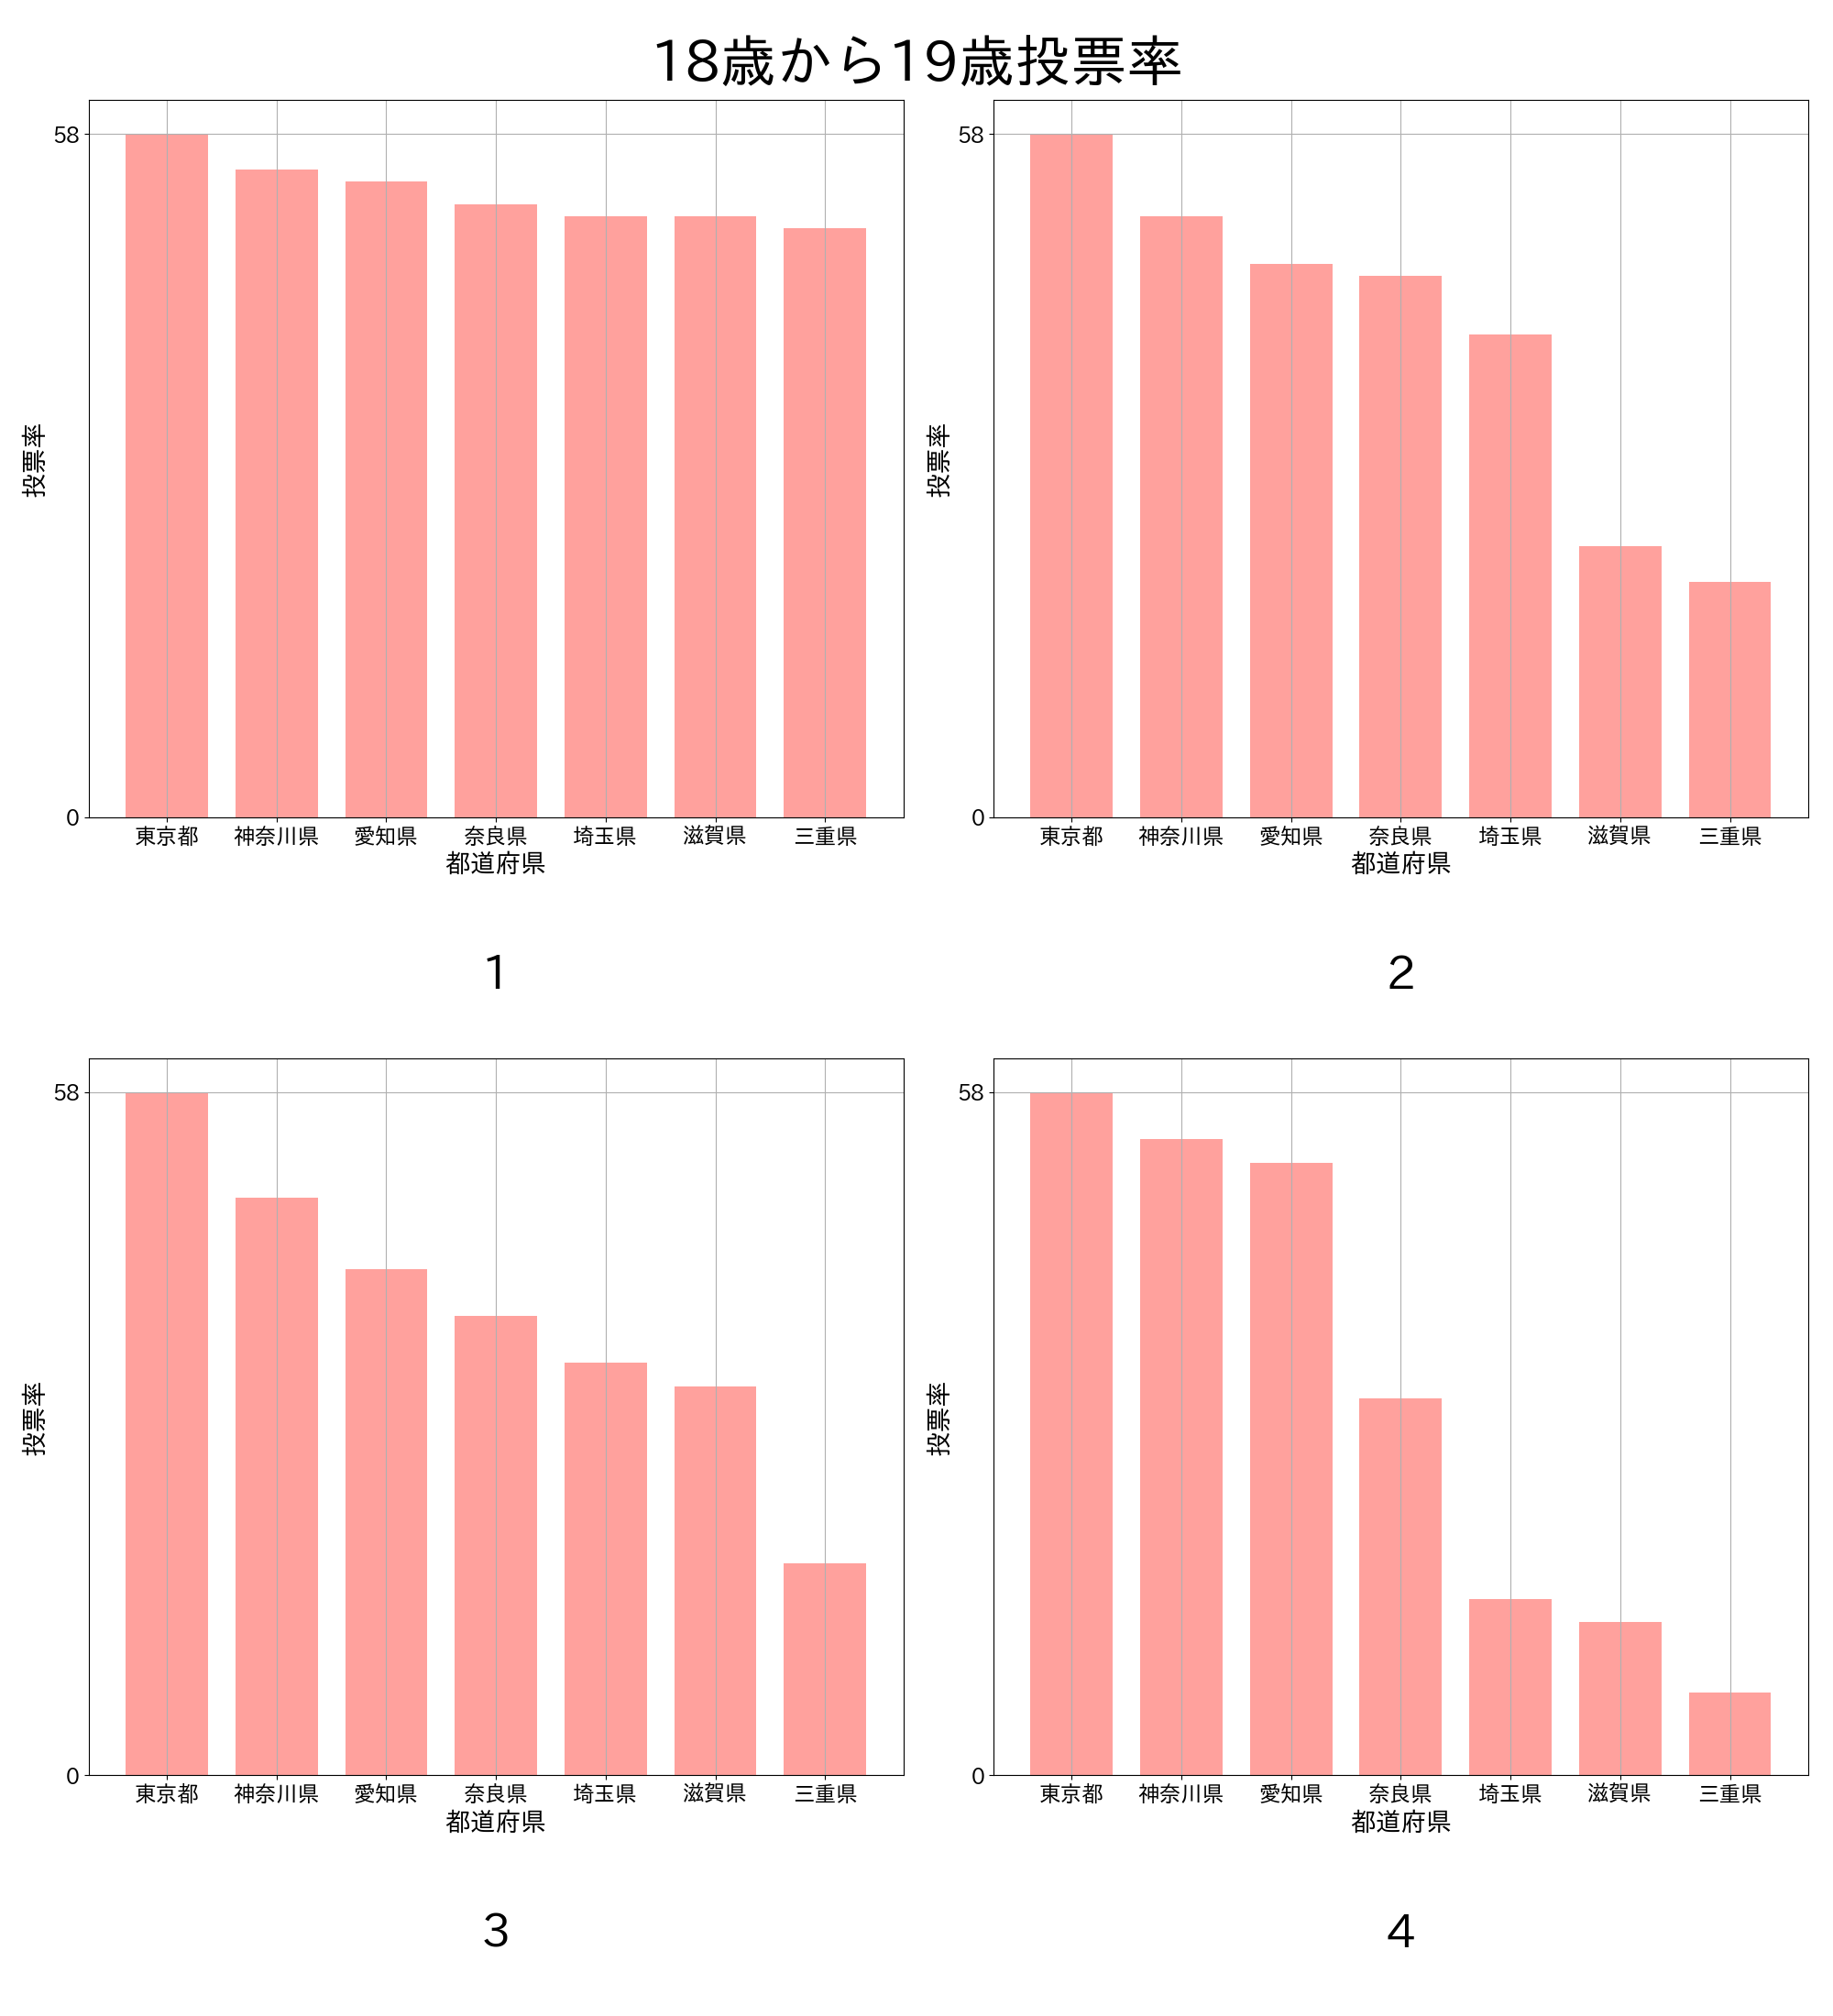 18歳から19歳投票率
58
0
投票率
東京都 神奈川県 愛知県 奈良県 埼玉県 滋賀県 三重県
都道府県
1
58
0
投票率
東京都 神奈川県 愛知県 奈良県 埼玉県 滋賀県 三重県
都道府県
2
58
0
投票率
東京都 神奈川県 愛知県 奈良県 埼玉県 滋賀県 三重県
都道府県
3
58
0
投票率
東京都 神奈川県 愛知県 奈良県 埼玉県 滋賀県 三重県
都道府県
4